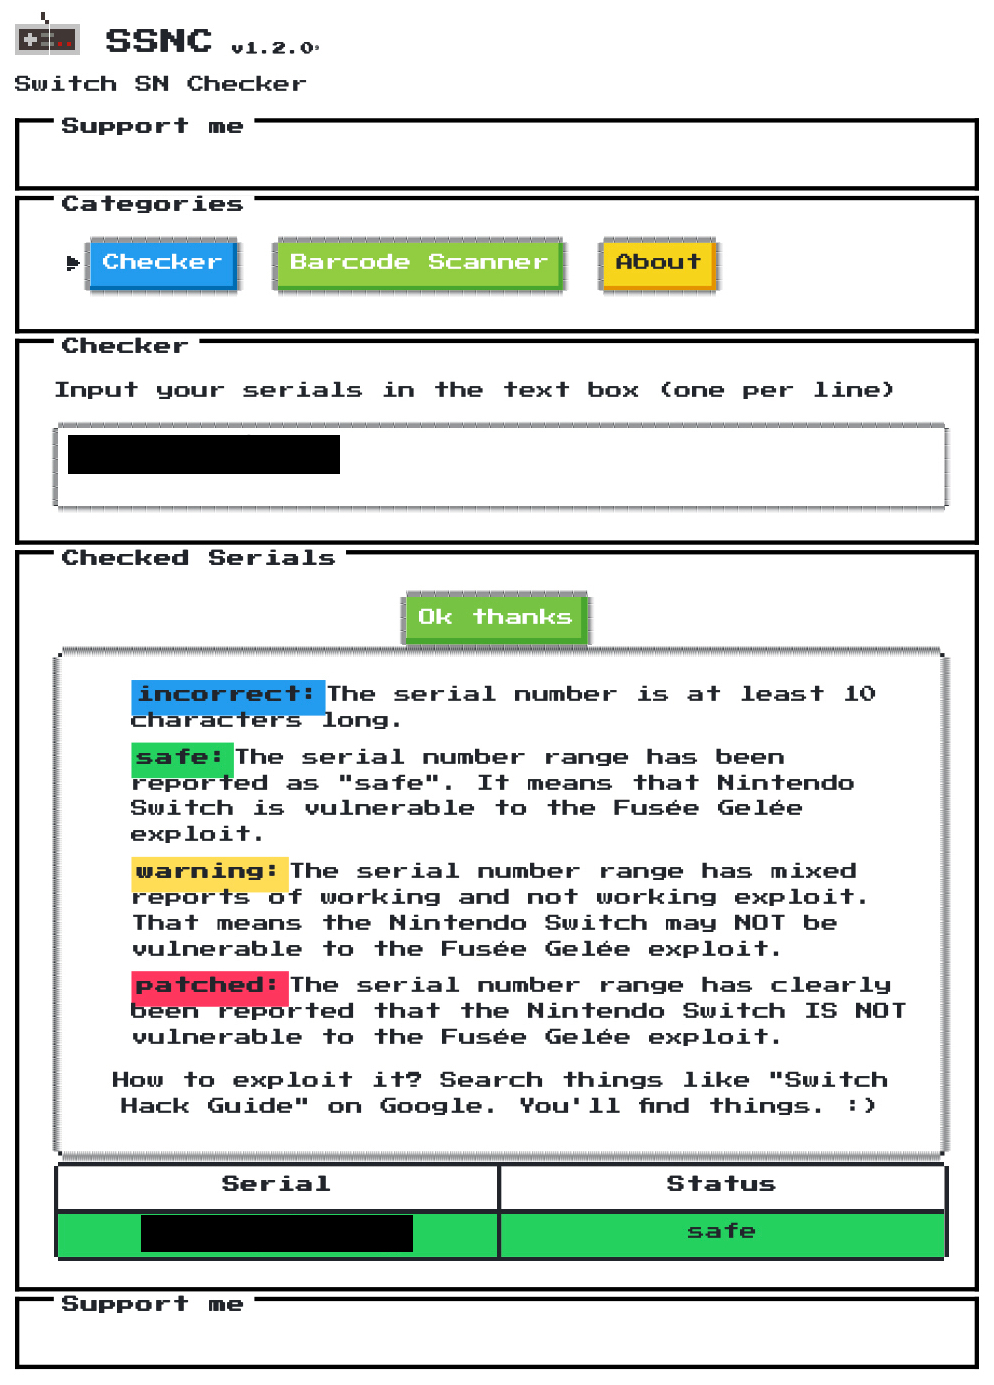 SSNC v1.2.0
Switch SN Checker
Support me
Categories
Checker
Barcode Scanner
About
Checker
Input your serials in the text box (one per line)
Checked Serials
Ok thanks
incorrect: The serial number is at least 10
characters long.
safe: The serial number range has been
reported as "safe". It means that Nintendo
Switch is vulnerable to the Fusée Gelée
exploit.
warning: The serial number range has mixed
reports of working and not working exploit.
That means the Nintendo Switch may NOT be
vulnerable to the Fusée Gelée exploit.
patched: The serial number range has clearly
been reported that the Nintendo Switch IS NOT
vulnerable to the Fusée Gelée exploit.
How to exploit it? Search things like "Switch
Hack Guide" on Google. You'll find things. :)
Serial
Status
safe
Support me